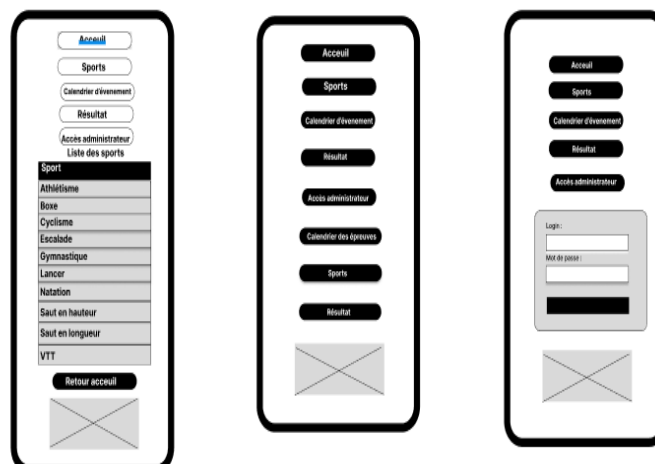 Acceuil
Sports
Calendrier d'évenement
Résultat
Accès administrateur
Liste des sports
Sport
Athlétisme
Boxe
Cyclisme
Escalade
Gymnastique
Lancer
Natation
Saut en hauteur
Saut en longueur
VTT
Retour acceuil
Acceuil
Sports
Calendrier d'évenement
Résultat
Accès administrateur
Calendrier des épreuves
Sports
Résultat
Acceuil
Sports
Calendrier d'évenement
Résultat
Accès administrateur
Login :
Mot de passe :